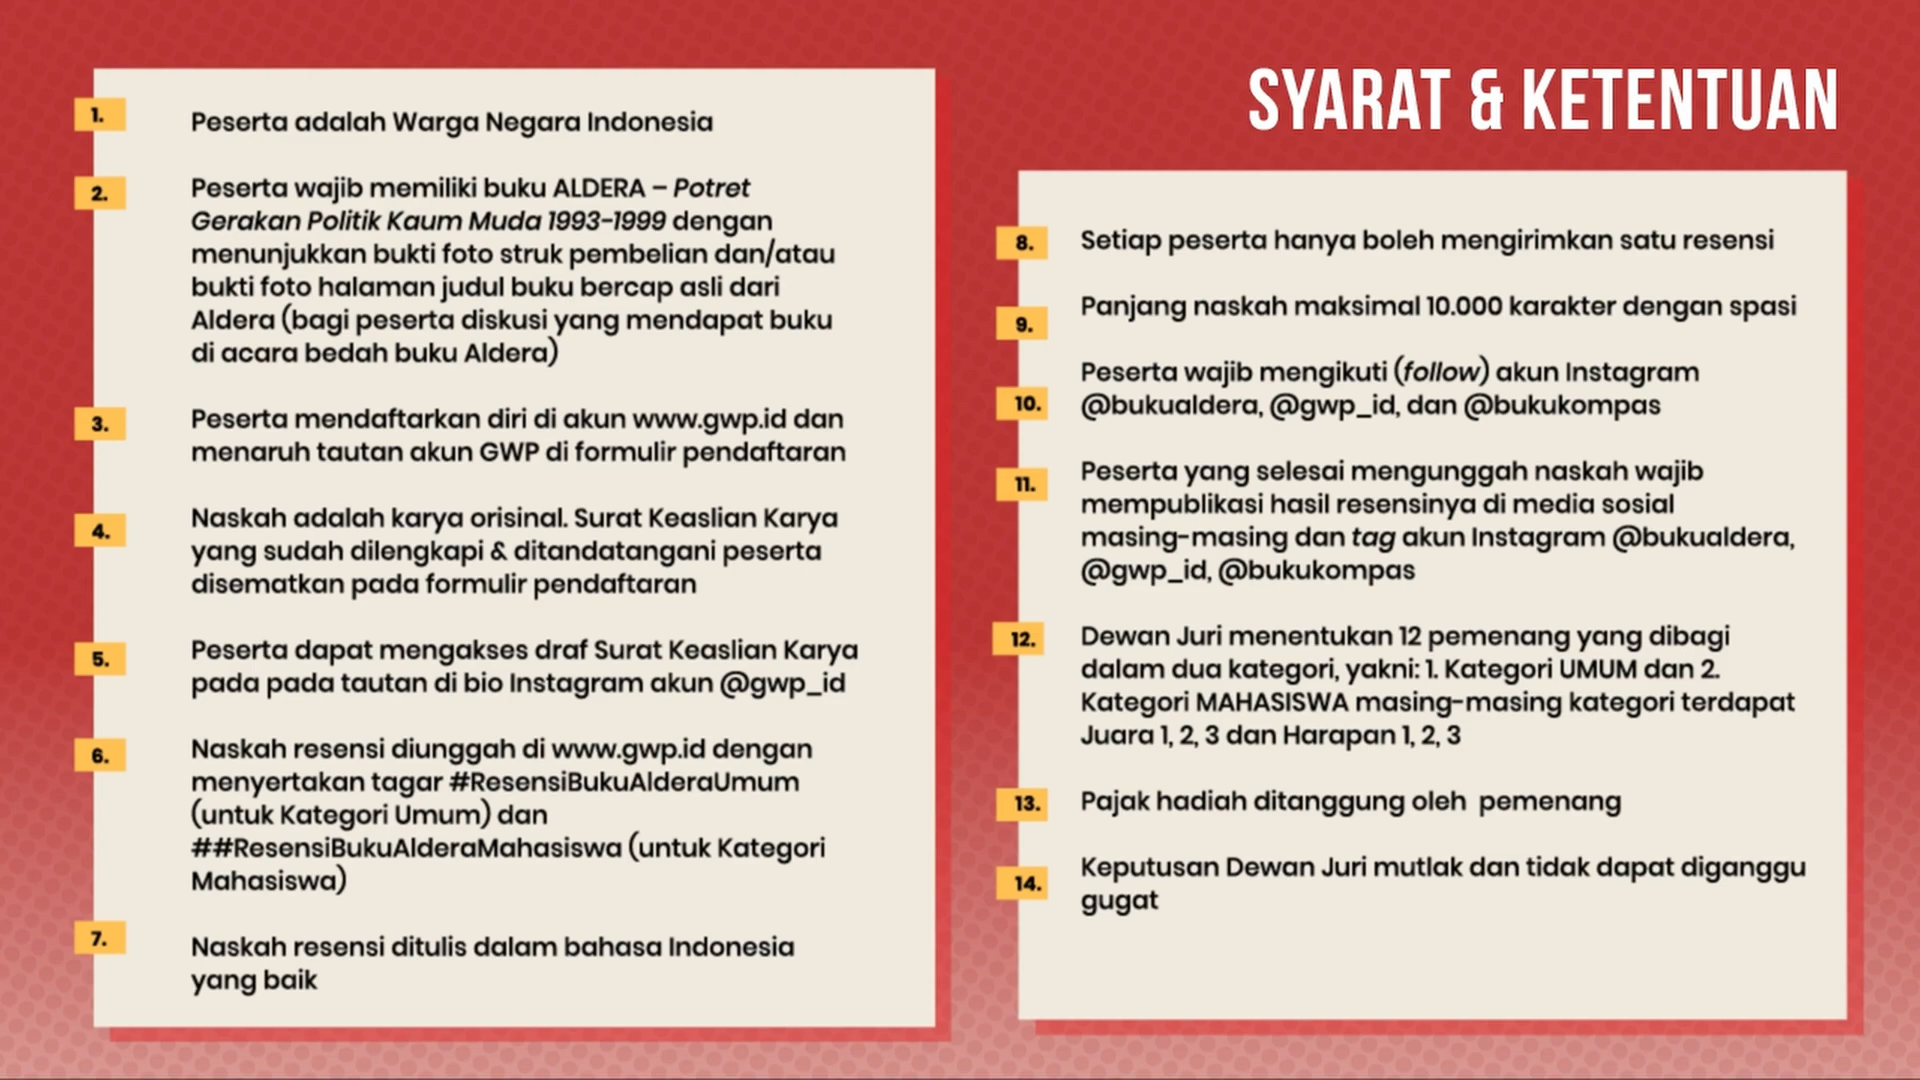 SYARAT & KETENTUAN
1.
Peserta adalah Warga Negara Indonesia
2.
Peserta wajib memiliki buku ALDERA – Potret
Gerakan Politik Kaum Muda 1993-1999 dengan
menunjukkan bukti foto struk pembelian dan/atau
bukti foto halaman judul buku bercap asli dari
Aldera (bagi peserta diskusi yang mendapat buku
di acara bedah buku Aldera)
3.
Peserta mendaftarkan diri di akun www.gwp.id dan
menaruh tautan akun GWP di formulir pendaftaran
4.
Naskah adalah karya orisinal. Surat Keaslian Karya
yang sudah dilengkapi & ditandatangani peserta
disematkan pada formulir pendaftaran
5.
Peserta dapat mengakses draf Surat Keaslian Karya
pada pada tautan di bio Instagram akun @gwp_id
6.
Naskah resensi diunggah di www.gwp.id dengan
menyertakan tagar #ResensiBukuAlderaUmum
(untuk Kategori Umum) dan
##ResensiBukuAlderaMahasiswa (untuk Kategori
Mahasiswa)
7.
Naskah resensi ditulis dalam bahasa Indonesia
yang baik
8.
Setiap peserta hanya boleh mengirimkan satu resensi
9.
Panjang naskah maksimal 10.000 karakter dengan spasi
10.
Peserta wajib mengikuti (follow) akun Instagram
@bukualdera, @gwp_id, dan @bukukompas
11.
Peserta yang selesai mengunggah naskah wajib
mempublikasi hasil resensinya di media sosial
masing-masing dan tag akun Instagram @bukualdera,
@gwp_id, @bukukompas
12.
Dewan Juri menentukan 12 pemenang yang dibagi
dalam dua kategori, yakni: 1. Kategori UMUM dan 2.
Kategori MAHASISWA masing-masing kategori terdapat
Juara 1, 2, 3 dan Harapan 1, 2, 3
13.
Pajak hadiah ditanggung oleh  pemenang
14.
Keputusan Dewan Juri mutlak dan tidak dapat diganggu
gugat